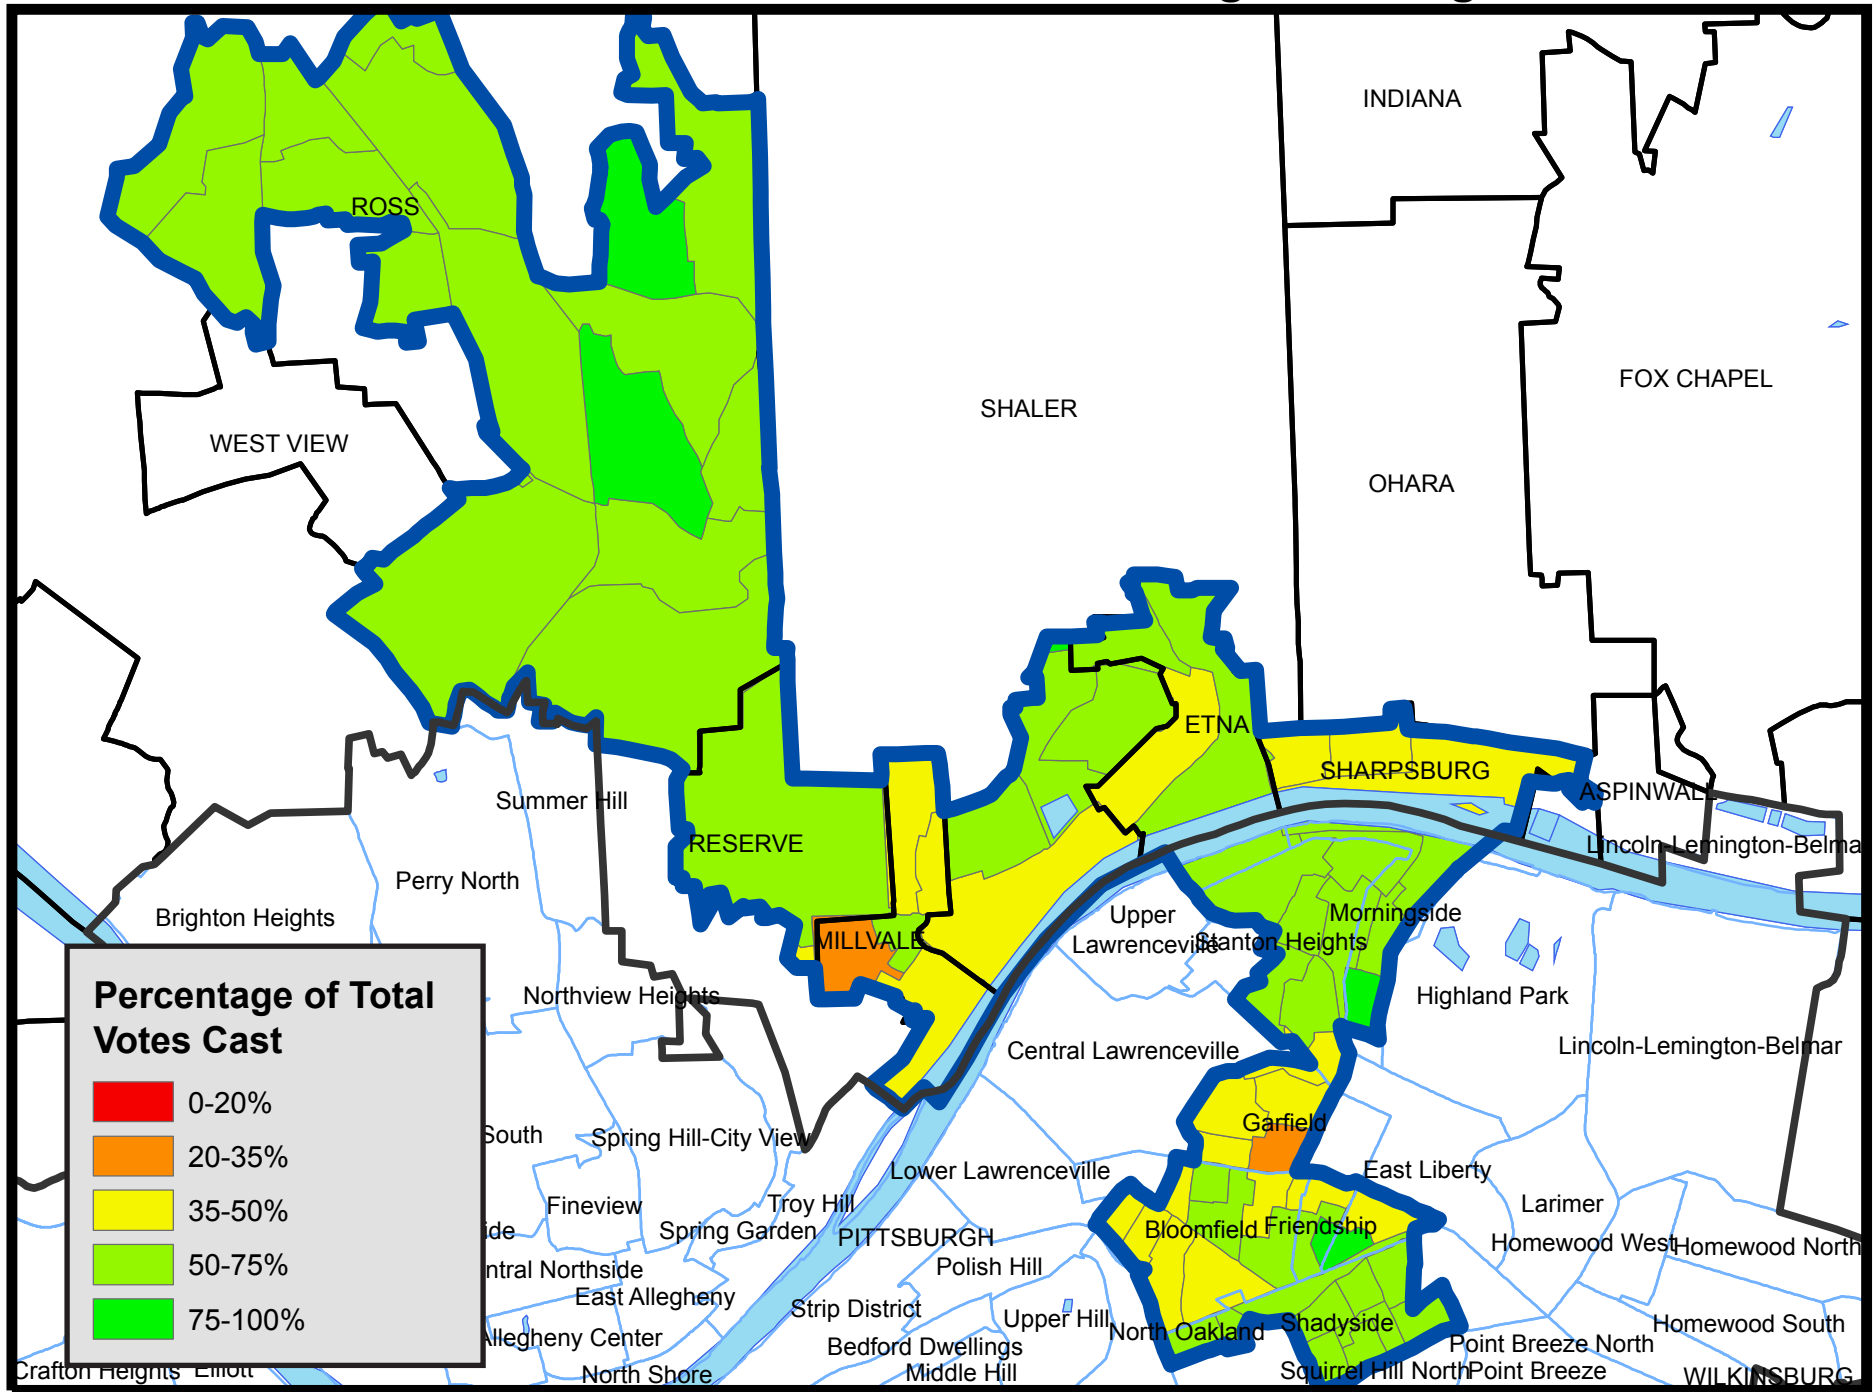 INDIANA
ROSS
FOX CHAPEL
SHALER
WEST VIEW
OHARA
ETNA
SHARPSBURG
ASPINWALL
Summer Hill
RESERVE
Lincoln-Lemington-Belma
Perry North
Brighton Heights
Upper
Lawrenceville
Morningside
Stanton Heights
MILLVALE
Northview Heights
Highland Park
Percentage of Total
Votes Cast
0-20%
20-35%
35-50%
50-75%
75-100%
Central Lawrenceville
Lincoln-Lemington-Belmar
Garfield
South
Spring Hill-City View
Lower Lawrenceville
East Liberty
Fineview
Troy Hill
Larimer
ide
Spring Garden
PITTSBURGH
Bloomfield
Friendship
Homewood West
Homewood North
ntral Northside
Polish Hill
East Allegheny
Strip District
Upper Hill
North Oakland
Shadyside
Homewood South
Allegheny Center
Bedford Dwellings
Point Breeze North
Crafton Heights
Elliott
North Shore
Middle Hill
Squirrel Hill North
Point Breeze
WILKINSBURG